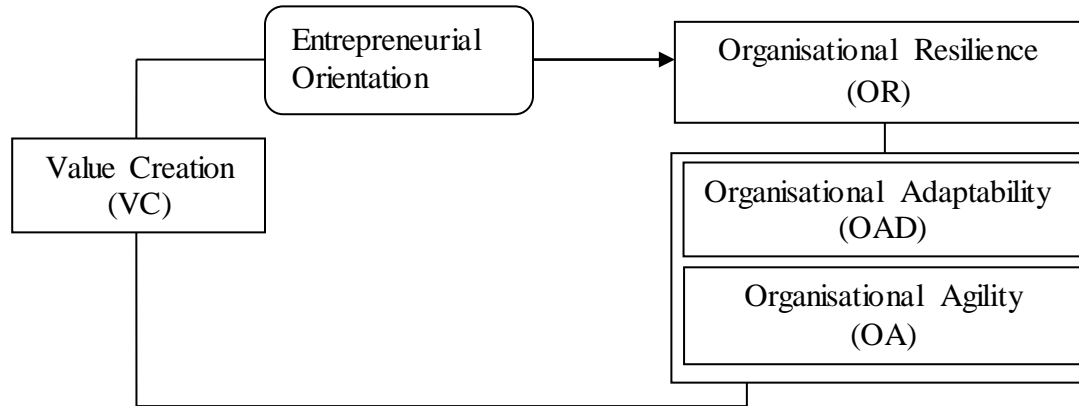 Entrepreneurial
Orientation
Organisational Resilience
(OR)
Value Creation
(VC)
Organisational Adaptability
(OAD)
Organisational Agility
(OA)